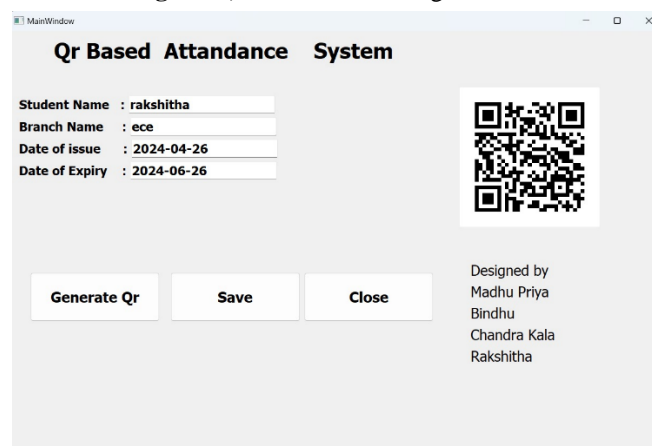 MainWindow
Qr Based Attandance System
Student Name : rakshitha
Branch Name : ece
Date of issue : 2024-04-26
Date of Expiry : 2024-06-26
Generate Qr Save Close
Designed by
Madhu Priya
Bindhu
Chandra Kala
Rakshitha